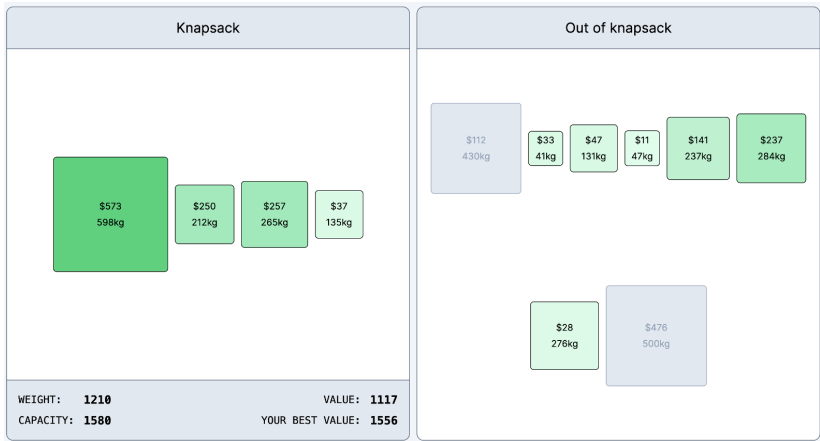 Knapsack
Out of knapsack
$573
598kg
$250
212kg
$257
265kg
$37
135kg
$112
430kg
$33
41kg
$47
131kg
$11
47kg
$141
237kg
$237
284kg
$28
276kg
$476
500kg
WEIGHT: 1210
VALUE: 1117
CAPACITY: 1580
YOUR BEST VALUE: 1556